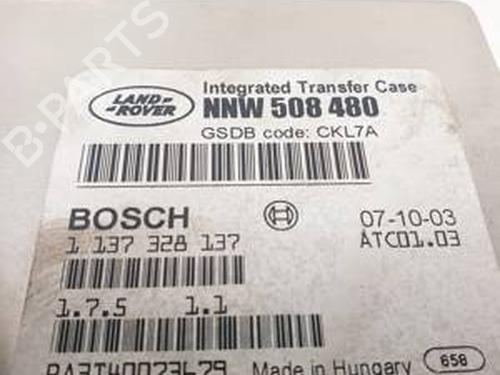 B-PARTS
LAND-
-ROVER
Integrated Transfer Case
NNW 508 480
GSDB code: CKL7A
BOSCH
1 137 328 137
07-10-03
ATC01.03
1.7.5 1.1
Made in Hungary
658